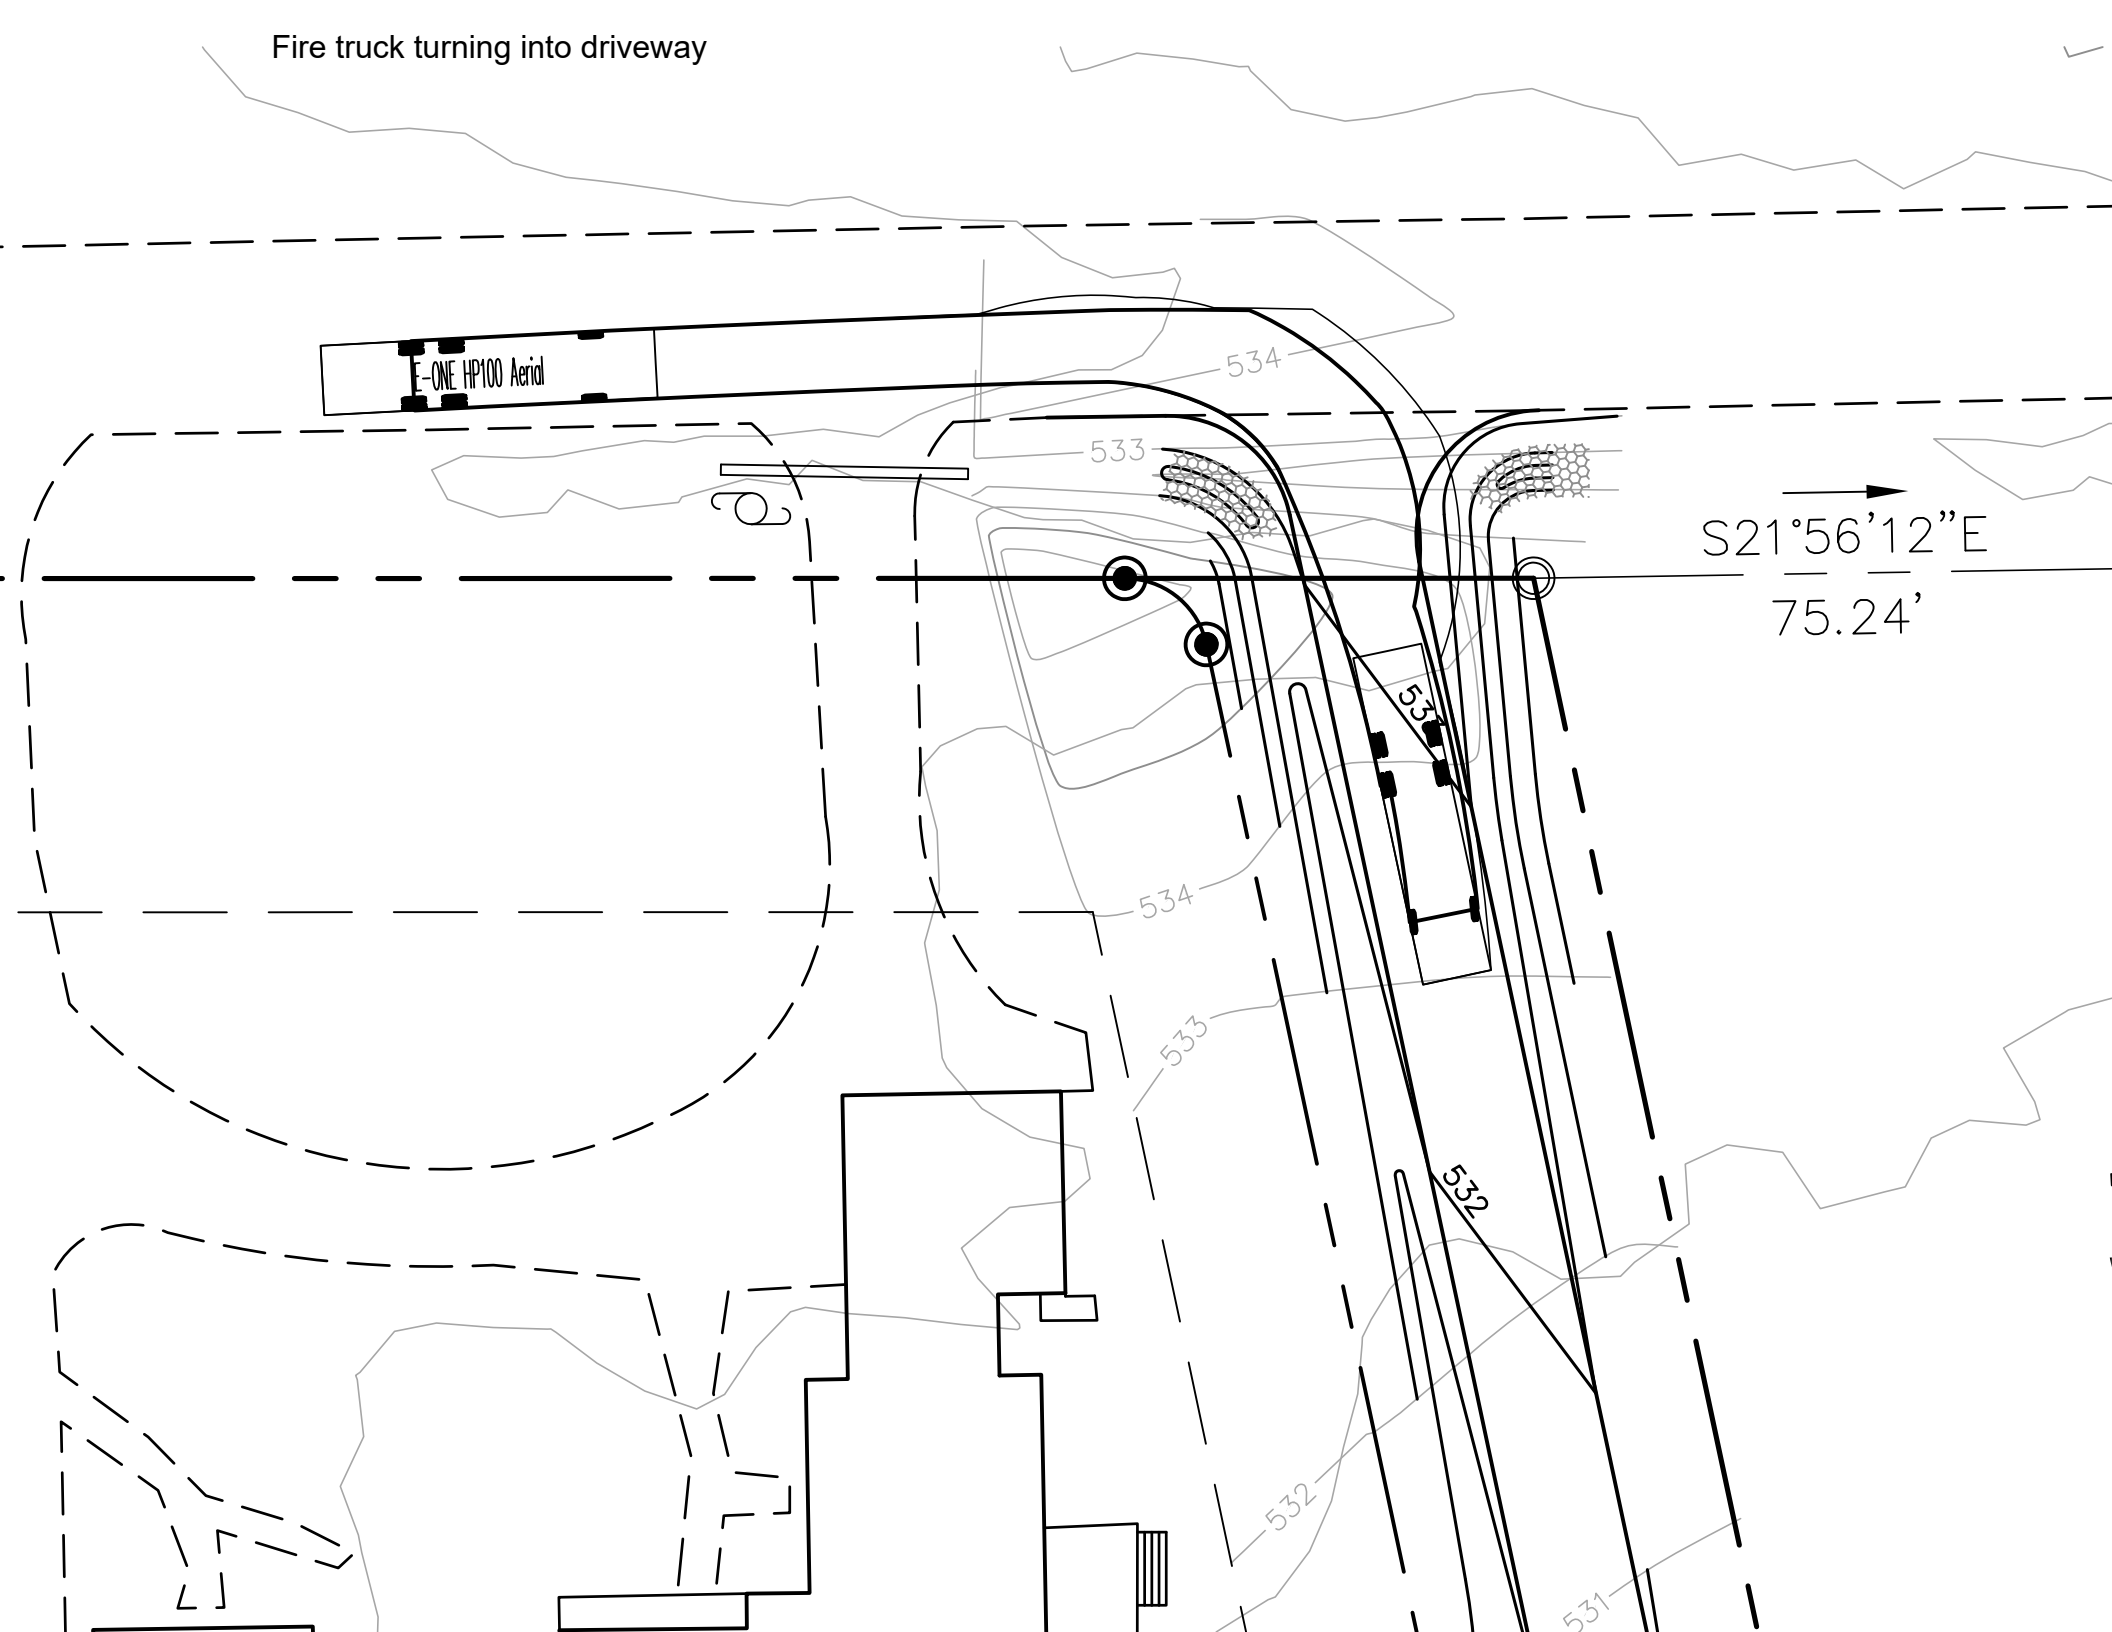 Fire truck turning into driveway
534
E-ONE HP100 Aerial
533
S21°56'12"E
75.24'
534
533
532
532
531